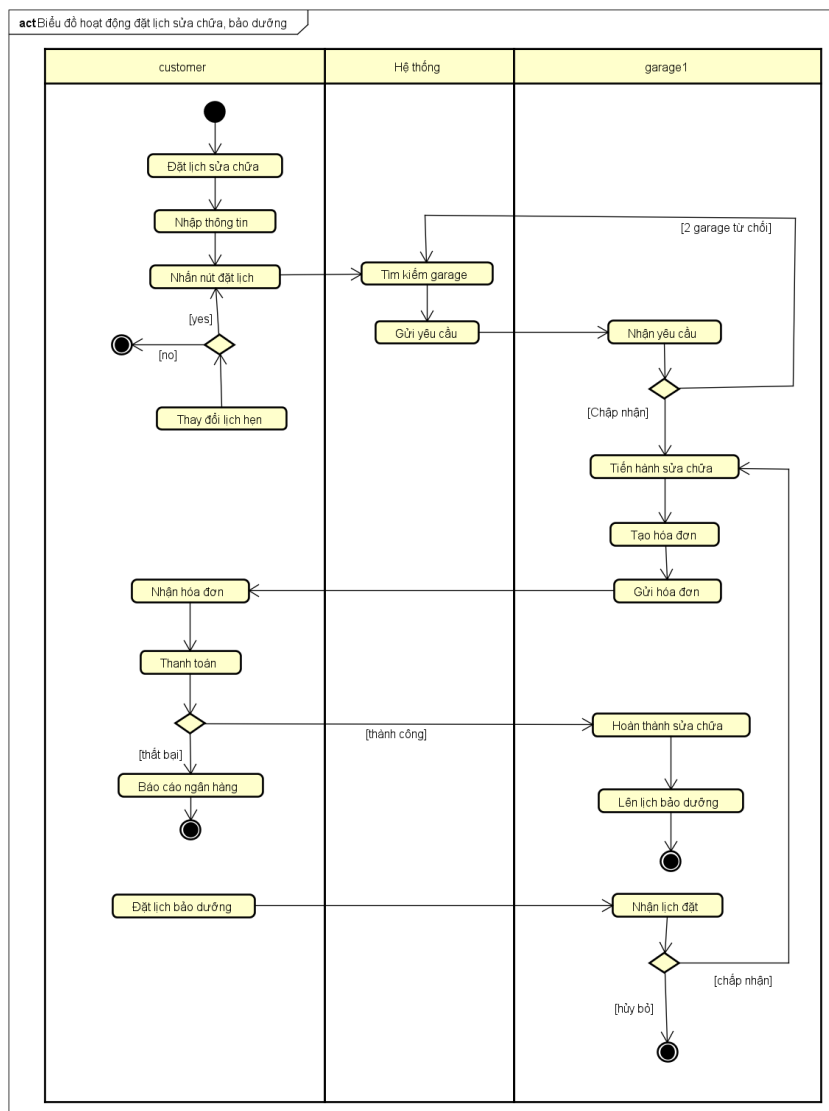 act Biểu đồ hoạt động đặt lịch sửa chữa, bảo dưỡng
customer
Hệ thống
garage1
Đặt lịch sửa chữa
Nhập thông tin
[2 garage từ chối]
Nhấn nút đặt lịch
Tìm kiếm garage
[yes]
Gửi yêu cầu
Nhận yêu cầu
[no]
[Chập nhận]
Thay đổi lịch hẹn
Tiến hành sửa chữa
Tạo hóa đơn
Nhận hóa đơn
Gửi hóa đơn
Thanh toán
[thành công]
Hoàn thành sửa chữa
[thất bại]
Báo cáo ngân hàng
Lên lịch bảo dưỡng
Đặt lịch bảo dưỡng
Nhận lịch đặt
[chấp nhận]
[hủy bỏ]